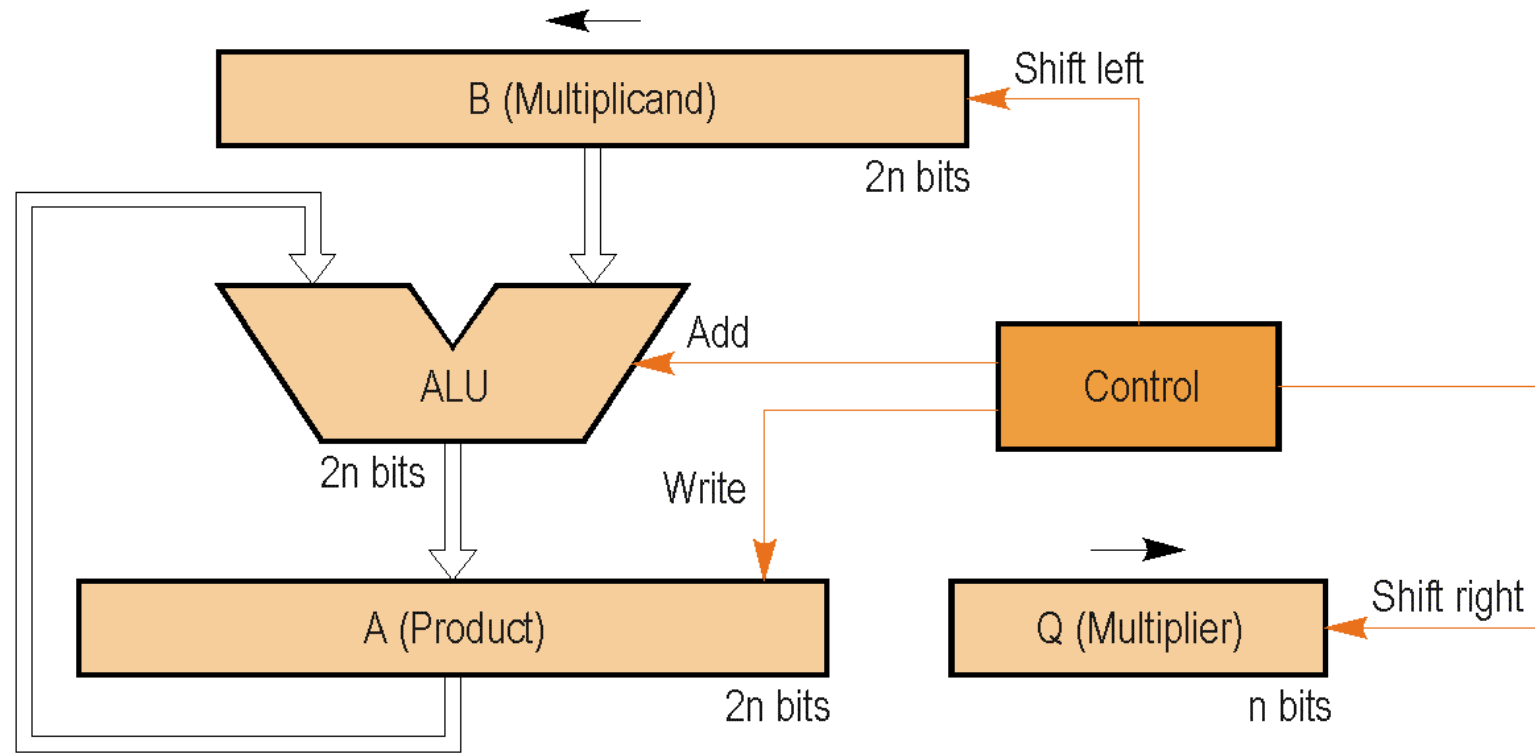 Shift left
B (Multiplicand)
2n bits
Add
ALU
Control
2n bits
Write
Shift right
A (Product)
Q (Multiplier)
2n bits
n bits